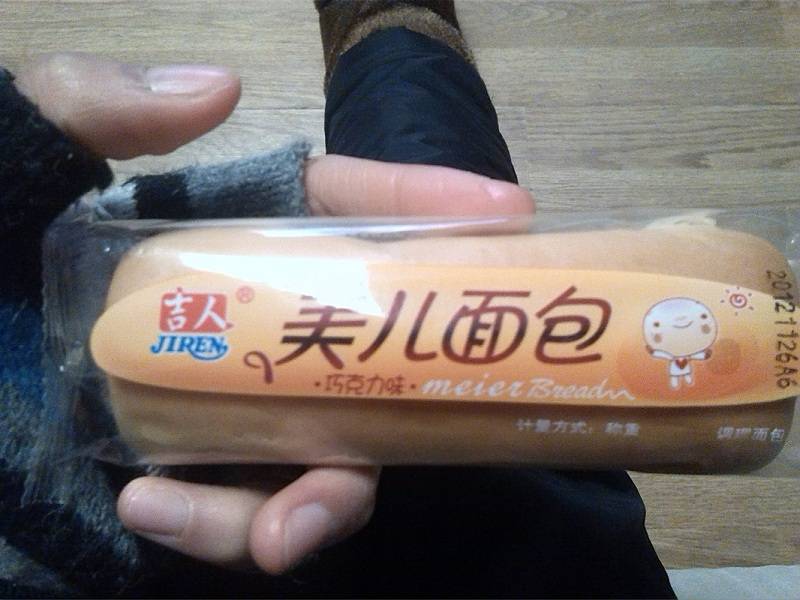 吉人®
JIREN
美儿面包
·巧克力味·meier Bread
计量方式：称重
调理面包
20121126A6